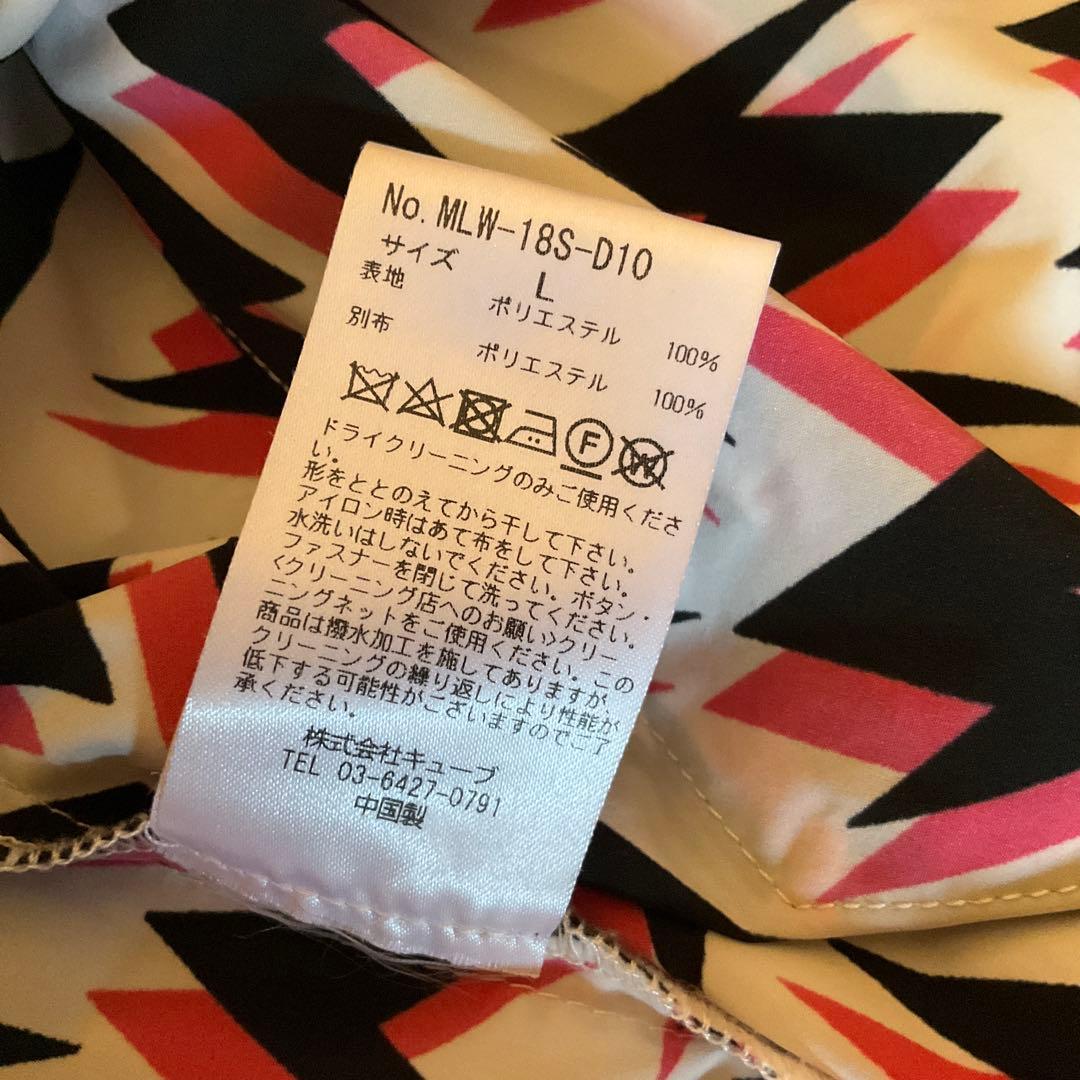 No. MLW-18S-D10
サイズ L
表地 ポリエステル 100%
別布 ポリエステル 100%
F W
ドライクリーニングのみご使用くださ
い。
形をととのえてから干して下さい。
アイロン時はあて布をして下さい。
水洗いはしないでください。ボタン・
ファスナーを閉じて洗ってください。
<クリーニング店へのお願い>クリー
ニングネットをご使用ください。この
商品は撥水加工を施してありますが、
クリーニングの繰り返しにより性能が
低下する可能性がございますのでご了
承ください。
株式会社キューブ
TEL 03-6427-0791
中国製